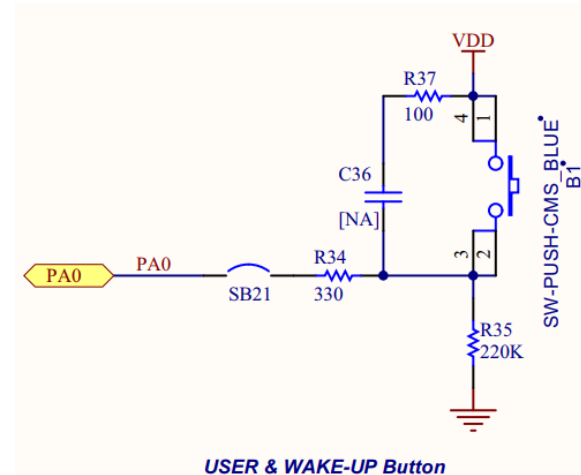 VDD
R37
100
4
1
C36
[NA]
SW-PUSH-CMS_BLUE
B1
PA0
PA0
SB21
R34
330
3
2
R35
220K
USER & WAKE-UP Button